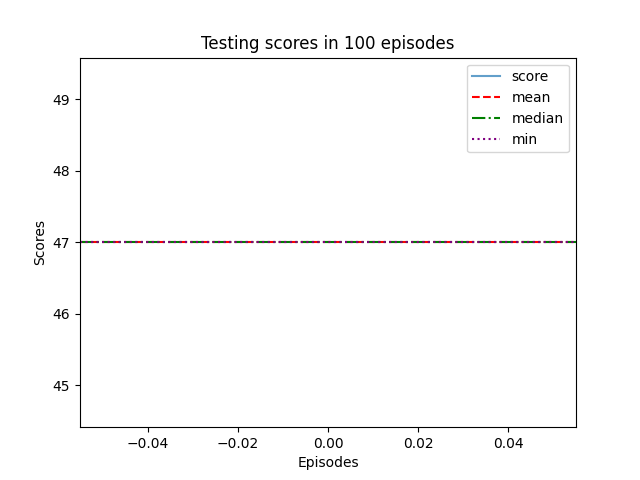 Testing scores in 100 episodes
score
mean
median
min
49
48
47
46
45
Scores
−0.04
−0.02
0.00
0.02
0.04
Episodes